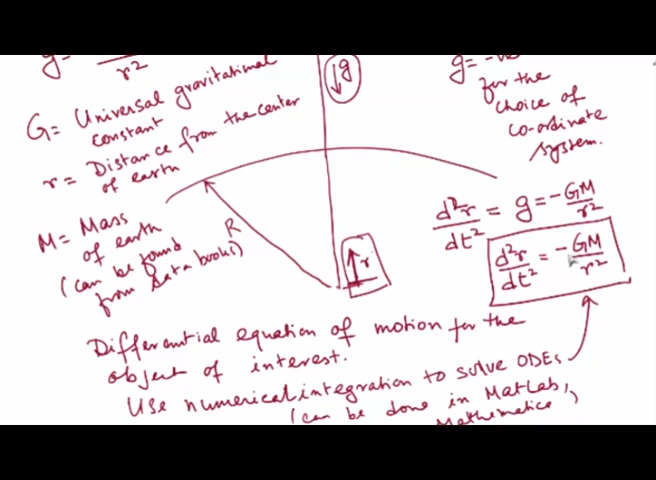 r²
G = Universal gravitational
constant
r = Distance from the center
of earth
M = Mass
of earth
(can be found
from Data books)
g
R
r
for the
choice of
co-ordinate
system.
d²r/dt² = g = -GM/r²
d²r/dt² = -GM/r²
Differential equation of motion for the
object of interest.
Use numerical integration to solve ODEs
(can be done in MatLab,
Mathematica)